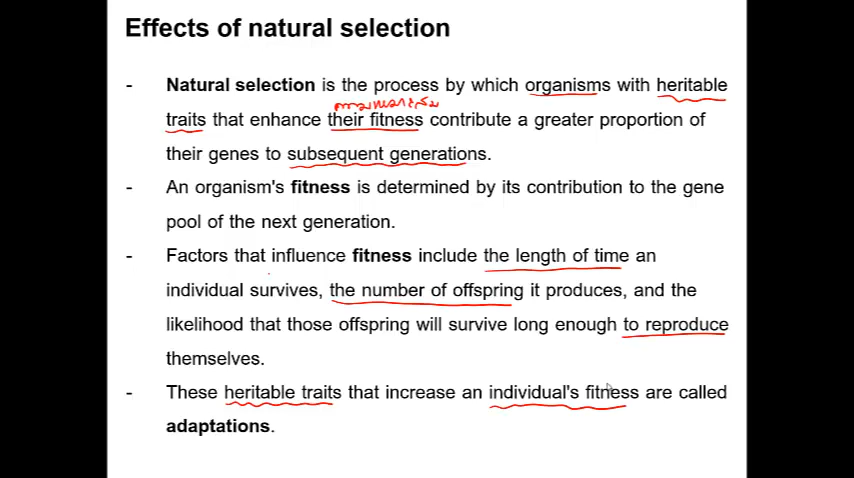 Effects of natural selection
- Natural selection is the process by which organisms with heritable
traits that enhance their fitness contribute a greater proportion of
their genes to subsequent generations.
- An organism's fitness is determined by its contribution to the gene
pool of the next generation.
- Factors that influence fitness include the length of time an
individual survives, the number of offspring it produces, and the
likelihood that those offspring will survive long enough to reproduce
themselves.
- These heritable traits that increase an individual's fitness are called
adaptations.